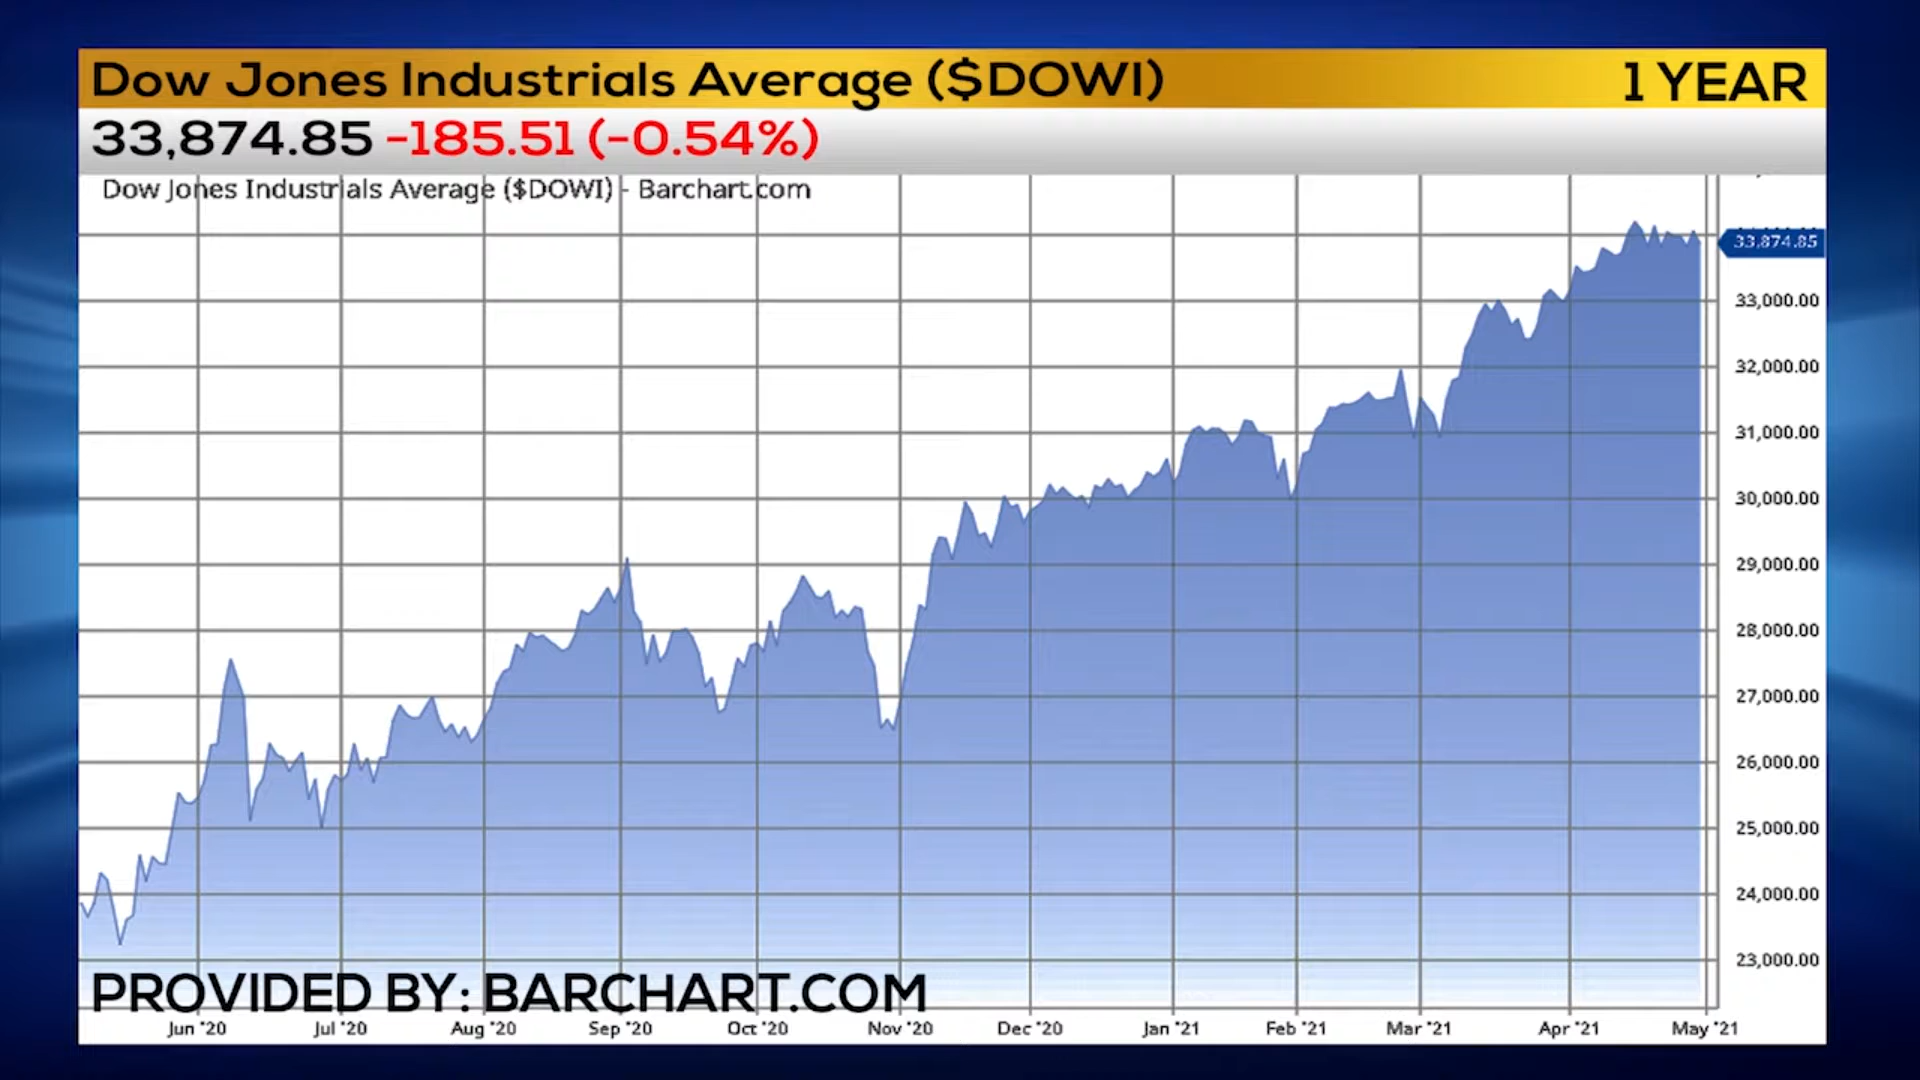 Dow Jones Industrials Average ($DOWI) 1 YEAR
33,874.85 -185.51 (-0.54%)
Dow Jones Industrials Average ($DOWI) - Barchart.com
33,874.85
33,000.00
32,000.00
31,000.00
30,000.00
29,000.00
28,000.00
27,000.00
26,000.00
25,000.00
24,000.00
23,000.00
PROVIDED BY: BARCHART.COM
Jun '20 Jul '20 Aug '20 Sep '20 Oct '20 Nov '20 Dec '20 Jan '21 Feb '21 Mar '21 Apr '21 May '21